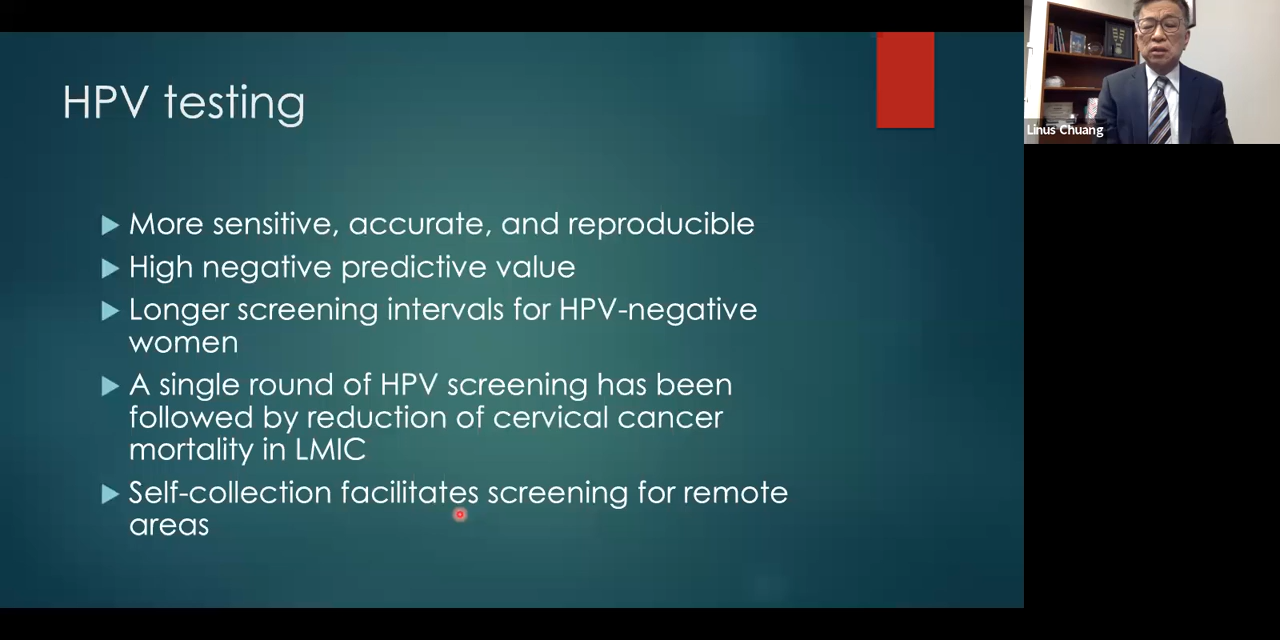 HPV testing
More sensitive, accurate, and reproducible
High negative predictive value
Longer screening intervals for HPV-negative
women
A single round of HPV screening has been
followed by reduction of cervical cancer
mortality in LMIC
Self-collection facilitates screening for remote
areas
Linus Chuang